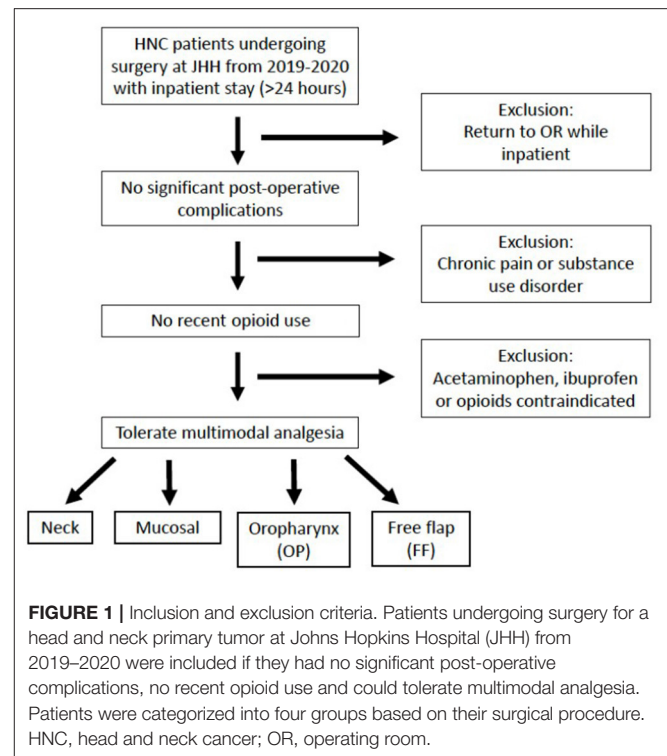 HNC patients undergoing
surgery at JHH from 2019-2020
with inpatient stay (>24 hours)
Exclusion:
Return to OR while
inpatient
No significant post-operative
complications
Exclusion:
Chronic pain or substance
use disorder
No recent opioid use
Exclusion:
Acetaminophen, ibuprofen
or opioids contraindicated
Tolerate multimodal analgesia
Neck
Mucosal
Oropharynx
(OP)
Free flap
(FF)
FIGURE 1 | Inclusion and exclusion criteria. Patients undergoing surgery for a
head and neck primary tumor at Johns Hopkins Hospital (JHH) from
2019–2020 were included if they had no significant post-operative
complications, no recent opioid use and could tolerate multimodal analgesia.
Patients were categorized into four groups based on their surgical procedure.
HNC, head and neck cancer; OR, operating room.